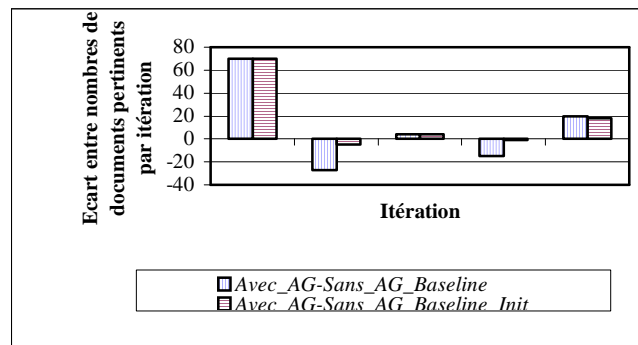 Ecart entre nombres de
documents pertinents
par itération
80
60
40
20
0
-20
-40
Itération
Avec_AG-Sans_AG_Baseline
Avec_AG-Sans_AG_Baseline_Init